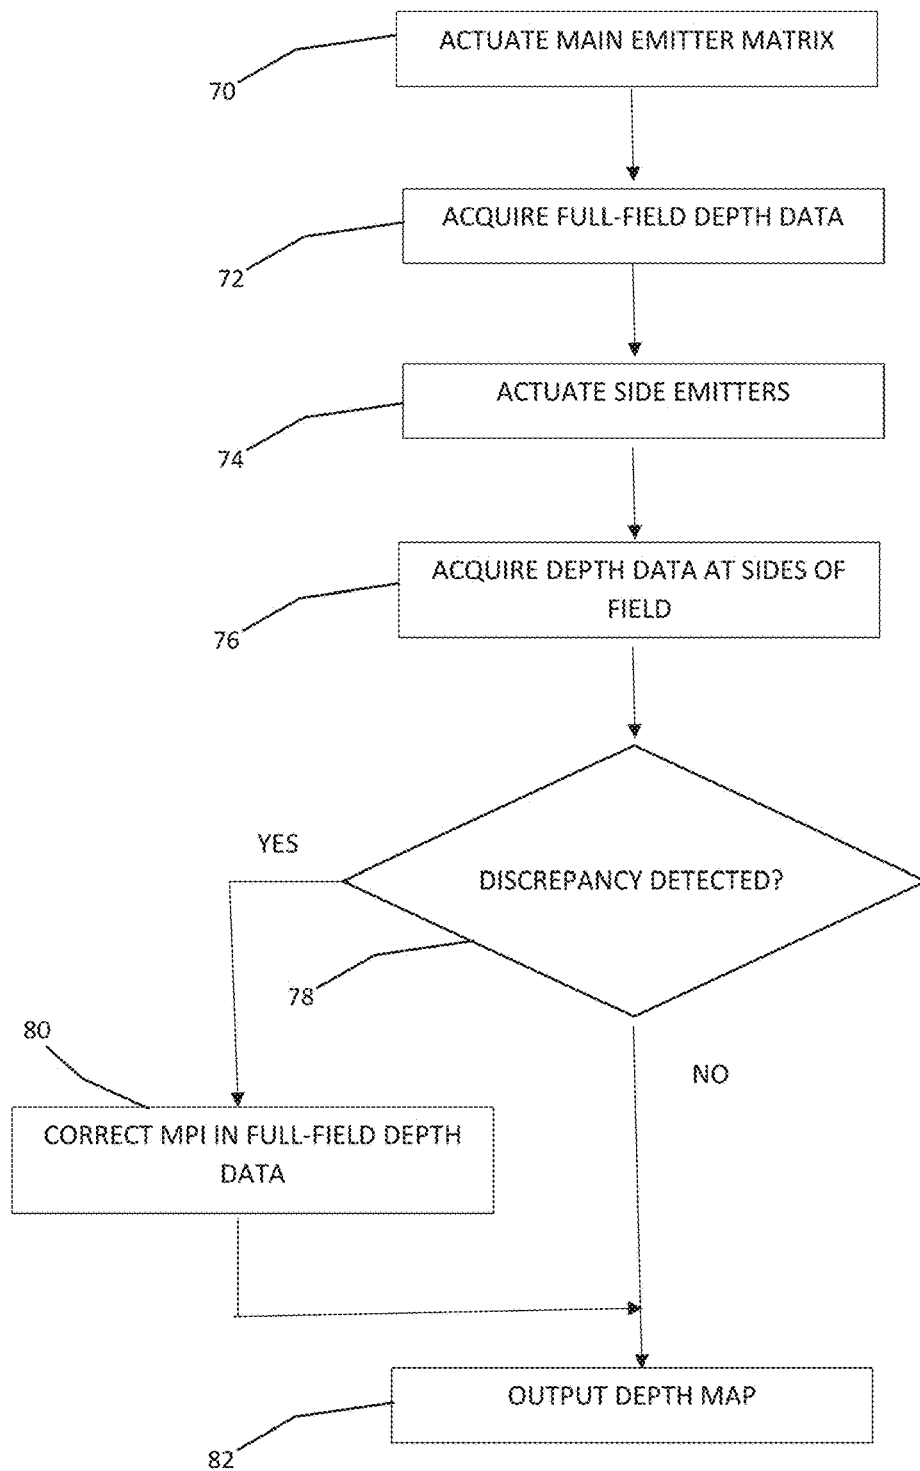 ACTUATE MAIN EMITTER MATRIX
70
ACQUIRE FULL-FIELD DEPTH DATA
72
ACTUATE SIDE EMITTERS
74
ACQUIRE DEPTH DATA AT SIDES OF
FIELD
76
YES
DISCREPANCY DETECTED?
78
80
NO
CORRECT MPI IN FULL-FIELD DEPTH
DATA
OUTPUT DEPTH MAP
82